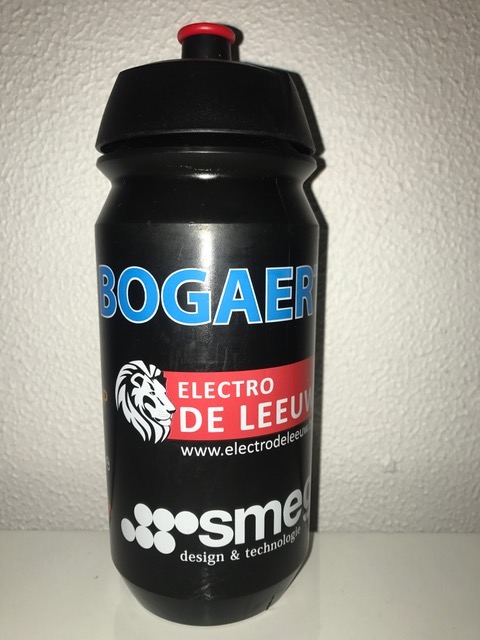 BOGAER
ELECTRO
DE LEEUW
www.electrodeleeuw
smeg
design & technologie